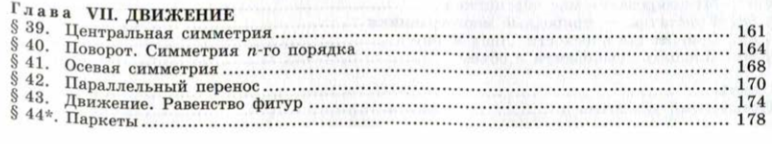 Глава VII. ДВИЖЕНИЕ
§ 39. Центральная симметрия 161
§ 40. Поворот. Симметрия n-го порядка 164
§ 41. Осевая симметрия 168
§ 42. Параллельный перенос 170
§ 43. Движение. Равенство фигур 174
§ 44*. Паркеты 178